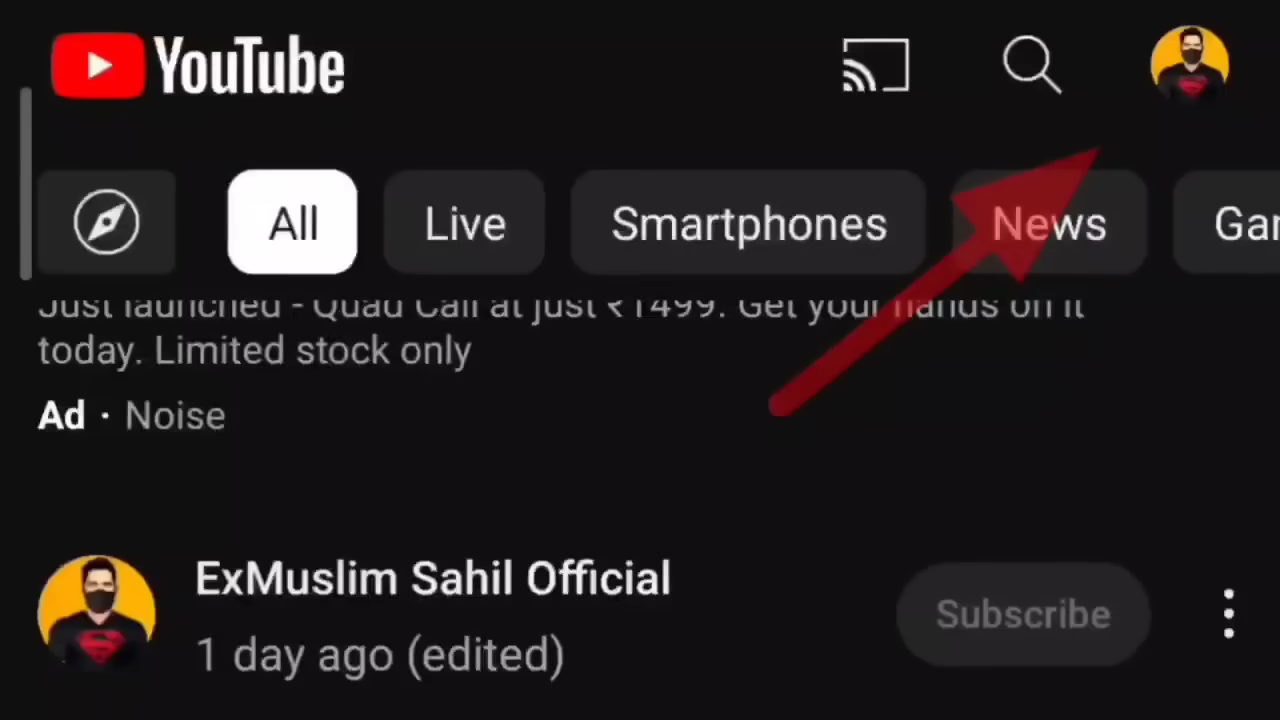 YouTube
All Live Smartphones News Gar
Just launched - Quad Call at just ₹1499. Get your hands on it
today. Limited stock only
Ad · Noise
ExMuslim Sahil Official
Subscribe
1 day ago (edited)